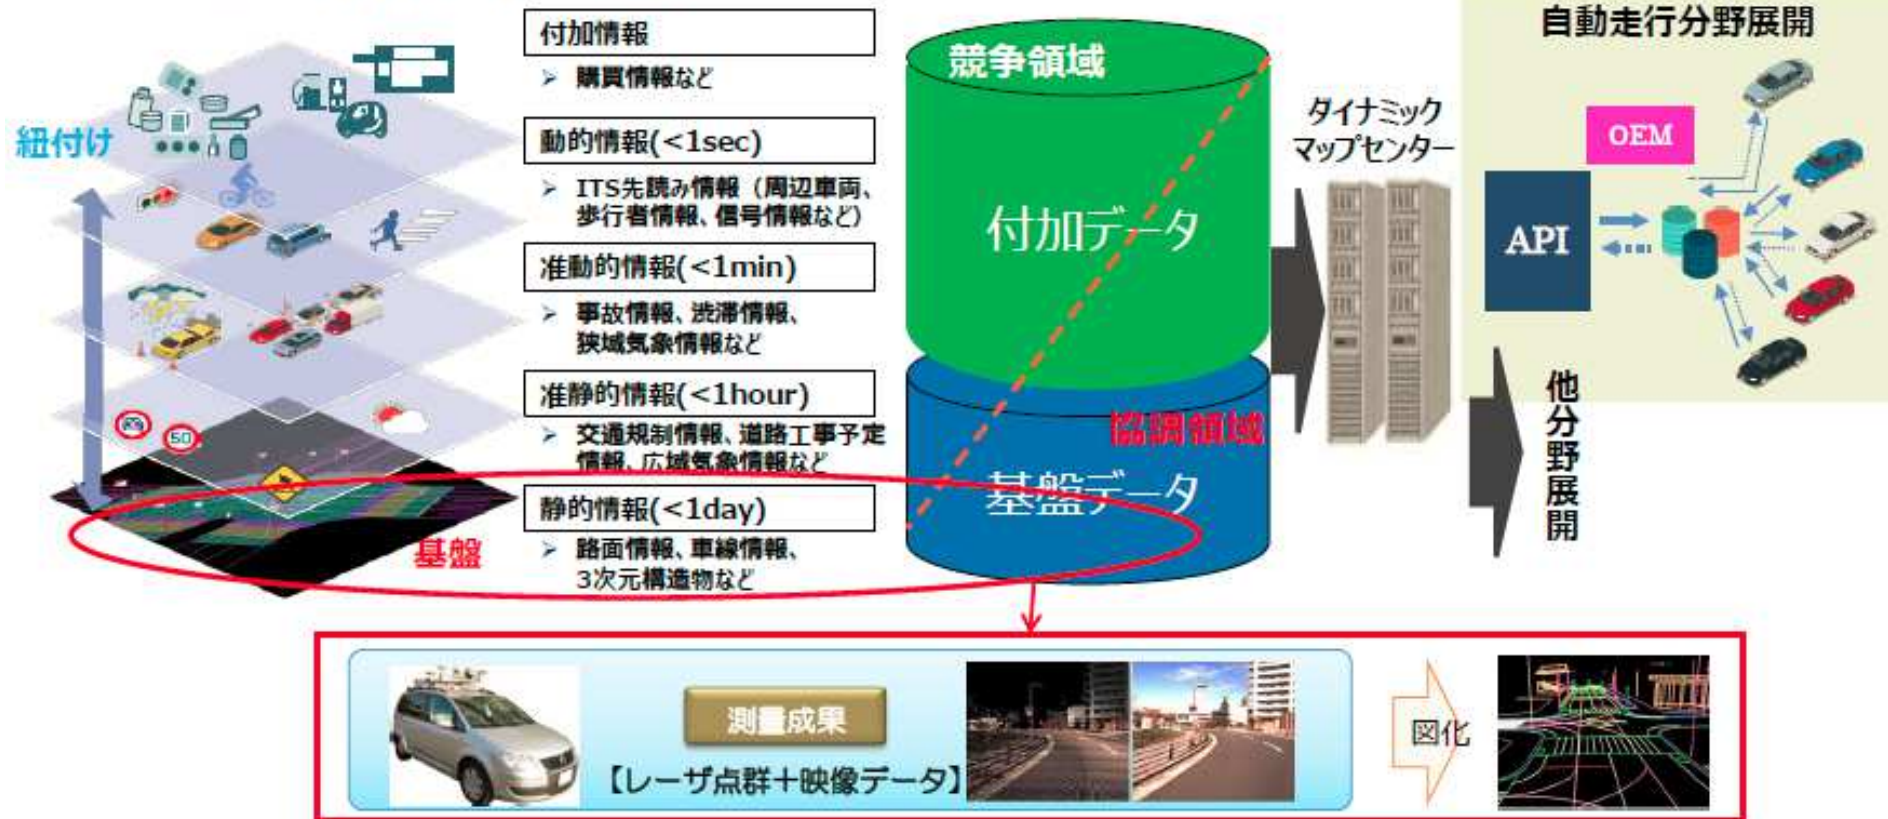 紐付け
基盤
付加情報
➢ 購買情報など
動的情報(<1sec)
➢ ITS先読み情報（周辺車両、
歩行者情報、信号情報など）
准動的情報(<1min)
➢ 事故情報、渋滞情報、
狭域気象情報など
准静的情報(<1hour)
➢ 交通規制情報、道路工事予定
情報、広域気象情報など
静的情報(<1day)
➢ 路面情報、車線情報、
3次元構造物など
50
競争領域
付加データ
協調領域
基盤データ
ダイナミック
マップセンター
自動走行分野展開
OEM
API
他分野展開
測量成果
【レーザ点群＋映像データ】
図化